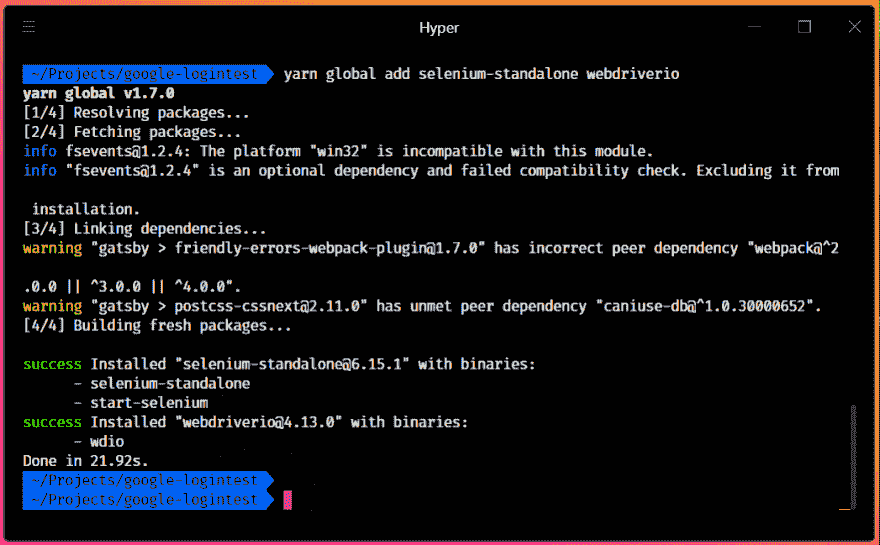 Hyper
~/Projects/google-logintest yarn global add selenium-standalone webdriverio
yarn global v1.7.0
[1/4] Resolving packages...
[2/4] Fetching packages...
info fsevents@1.2.4: The platform "win32" is incompatible with this module.
info "fsevents@1.2.4" is an optional dependency and failed compatibility check. Excluding it from
installation.
[3/4] Linking dependencies...
warning "gatsby > friendly-errors-webpack-plugin@1.7.0" has incorrect peer dependency "webpack@^2
.0.0 || ^3.0.0 || ^4.0.0".
warning "gatsby > postcss-cssnext@2.11.0" has unmet peer dependency "caniuse-db@^1.0.30000652".
[4/4] Building fresh packages...
success Installed "selenium-standalone@6.15.1" with binaries:
- selenium-standalone
- start-selenium
success Installed "webdriverio@4.13.0" with binaries:
- wdio
Done in 21.92s.
~/Projects/google-logintest
~/Projects/google-logintest